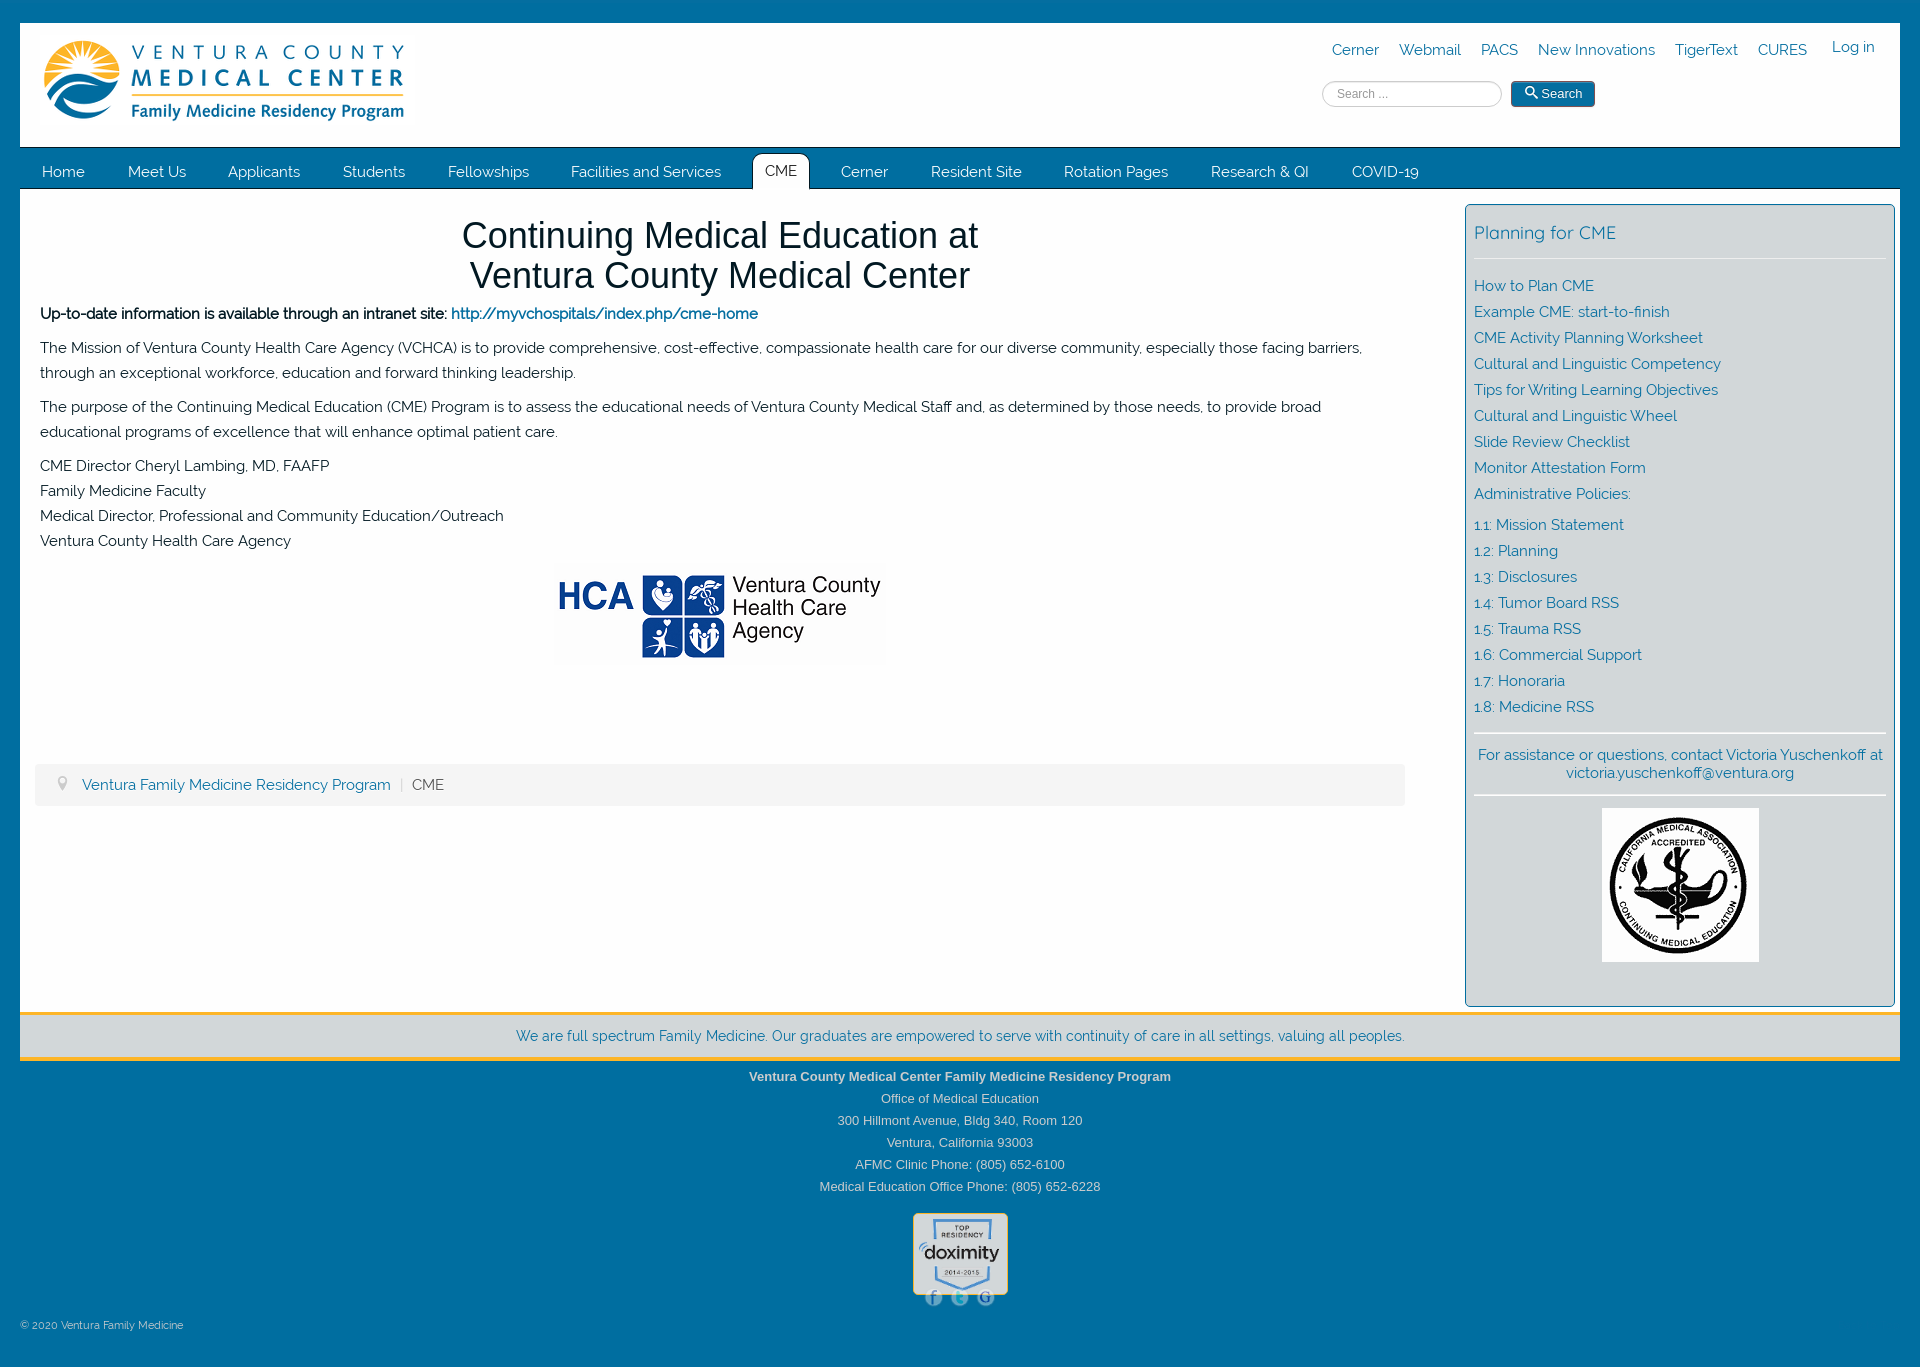 VENTURA COUNTY
MEDICAL CENTER
Family Medicine Residency Program
Cerner Webmail PACS New Innovations TigerText CURES Log in
Search ... Search
Home Meet Us Applicants Students Fellowships Facilities and Services CME Cerner Resident Site Rotation Pages Research & QI COVID-19
Continuing Medical Education at
Ventura County Medical Center
Up-to-date information is available through an intranet site: http://myvchospitals/index.php/cme-home
The Mission of Ventura County Health Care Agency (VCHCA) is to provide comprehensive, cost-effective, compassionate health care for our diverse community, especially those facing barriers,
through an exceptional workforce, education and forward thinking leadership.
The purpose of the Continuing Medical Education (CME) Program is to assess the educational needs of Ventura County Medical Staff and, as determined by those needs, to provide broad
educational programs of excellence that will enhance optimal patient care.
CME Director Cheryl Lambing, MD, FAAFP
Family Medicine Faculty
Medical Director, Professional and Community Education/Outreach
Ventura County Health Care Agency
HCA
Ventura County
Health Care
Agency
Ventura Family Medicine Residency Program | CME
Planning for CME
How to Plan CME
Example CME: start-to-finish
CME Activity Planning Worksheet
Cultural and Linguistic Competency
Tips for Writing Learning Objectives
Cultural and Linguistic Wheel
Slide Review Checklist
Monitor Attestation Form
Administrative Policies:
1.1: Mission Statement
1.2: Planning
1.3: Disclosures
1.4: Tumor Board RSS
1.5: Trauma RSS
1.6: Commercial Support
1.7: Honoraria
1.8: Medicine RSS
For assistance or questions, contact Victoria Yuschenkoff at
victoria.yuschenkoff@ventura.org
CALIFORNIA MEDICAL ASSOCIATION
ACCREDITED
CONTINUING MEDICAL EDUCATION
We are full spectrum Family Medicine. Our graduates are empowered to serve with continuity of care in all settings, valuing all peoples.
Ventura County Medical Center Family Medicine Residency Program
Office of Medical Education
300 Hillmont Avenue, Bldg 340, Room 120
Ventura, California 93003
AFMC Clinic Phone: (805) 652-6100
Medical Education Office Phone: (805) 652-6228
TOP
RESIDENCY
doximity
2014-2015
f t G
© 2020 Ventura Family Medicine